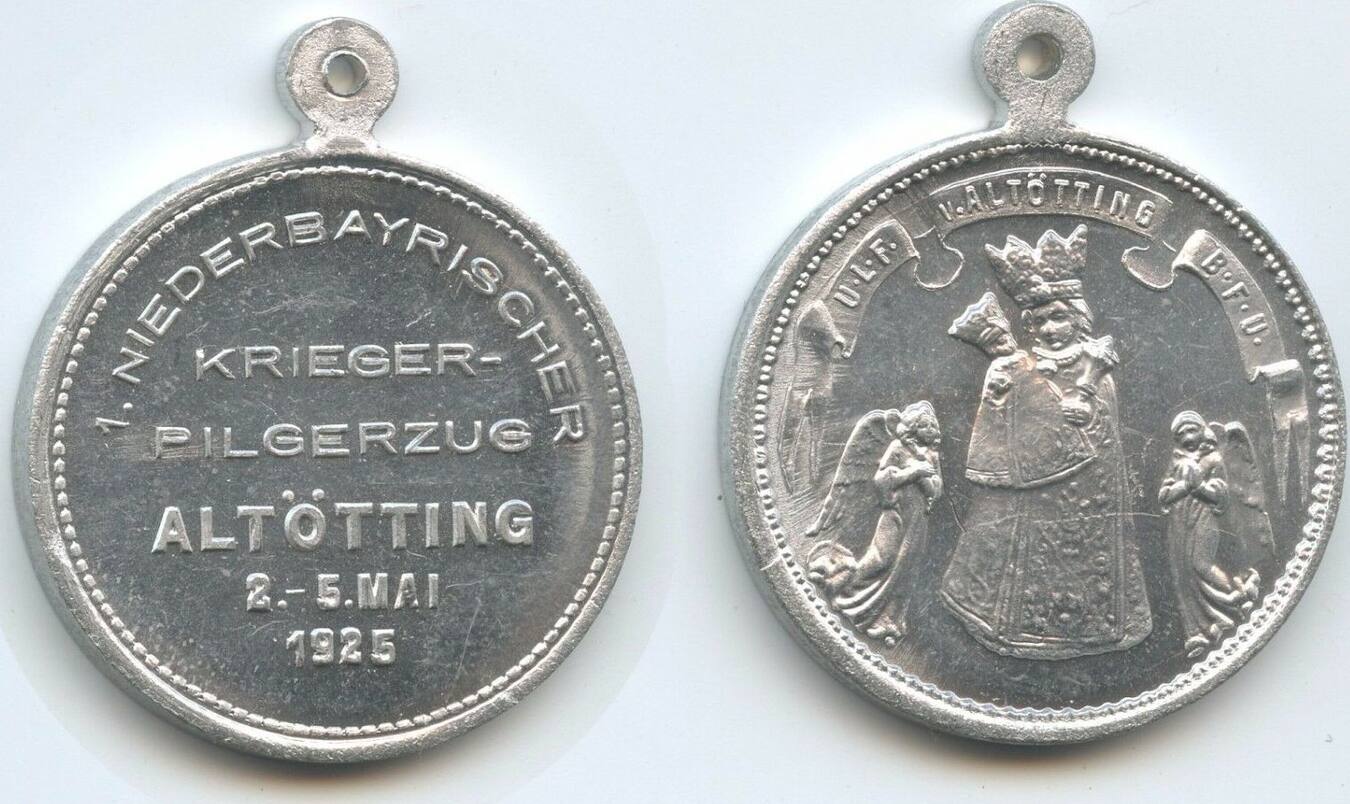 1. NIEDERBAYRISCHER
KRIEGER-
PILGERZUG
ALTÖTTING
2.-5.MAI
1925
U.L.F. v.ALTÖTTING B.F.U.